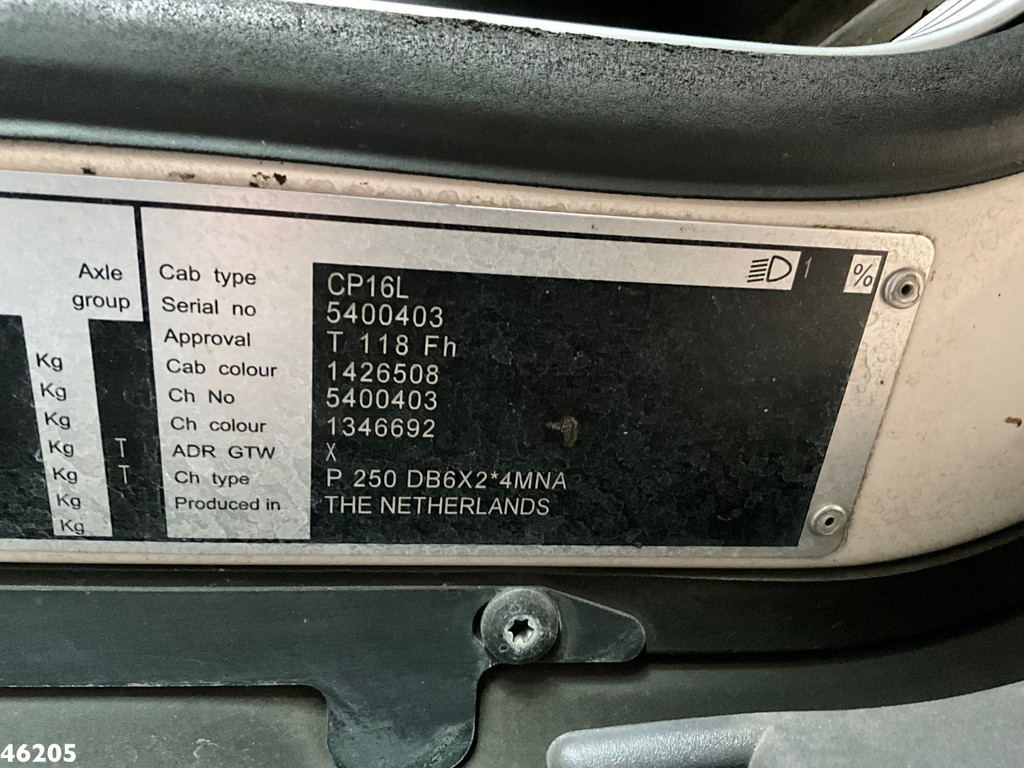 Axle
group
Kg
Kg
Kg
Kg T
Kg T
Kg
Kg
1 %
Cab type CP16L
Serial no 5400403
Approval T 118 Fh
Cab colour 1426508
Ch No 5400403
Ch colour 1346692
ADR GTW X
Ch type P 250 DB6X2*4MNA
Produced in THE NETHERLANDS
46205